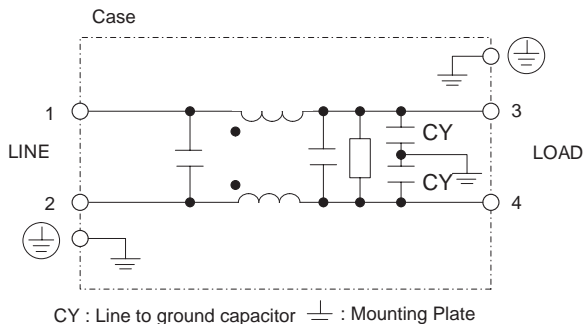 Case
1
3
LINE
CY
LOAD
CY
2
4
CY : Line to ground capacitor : Mounting Plate